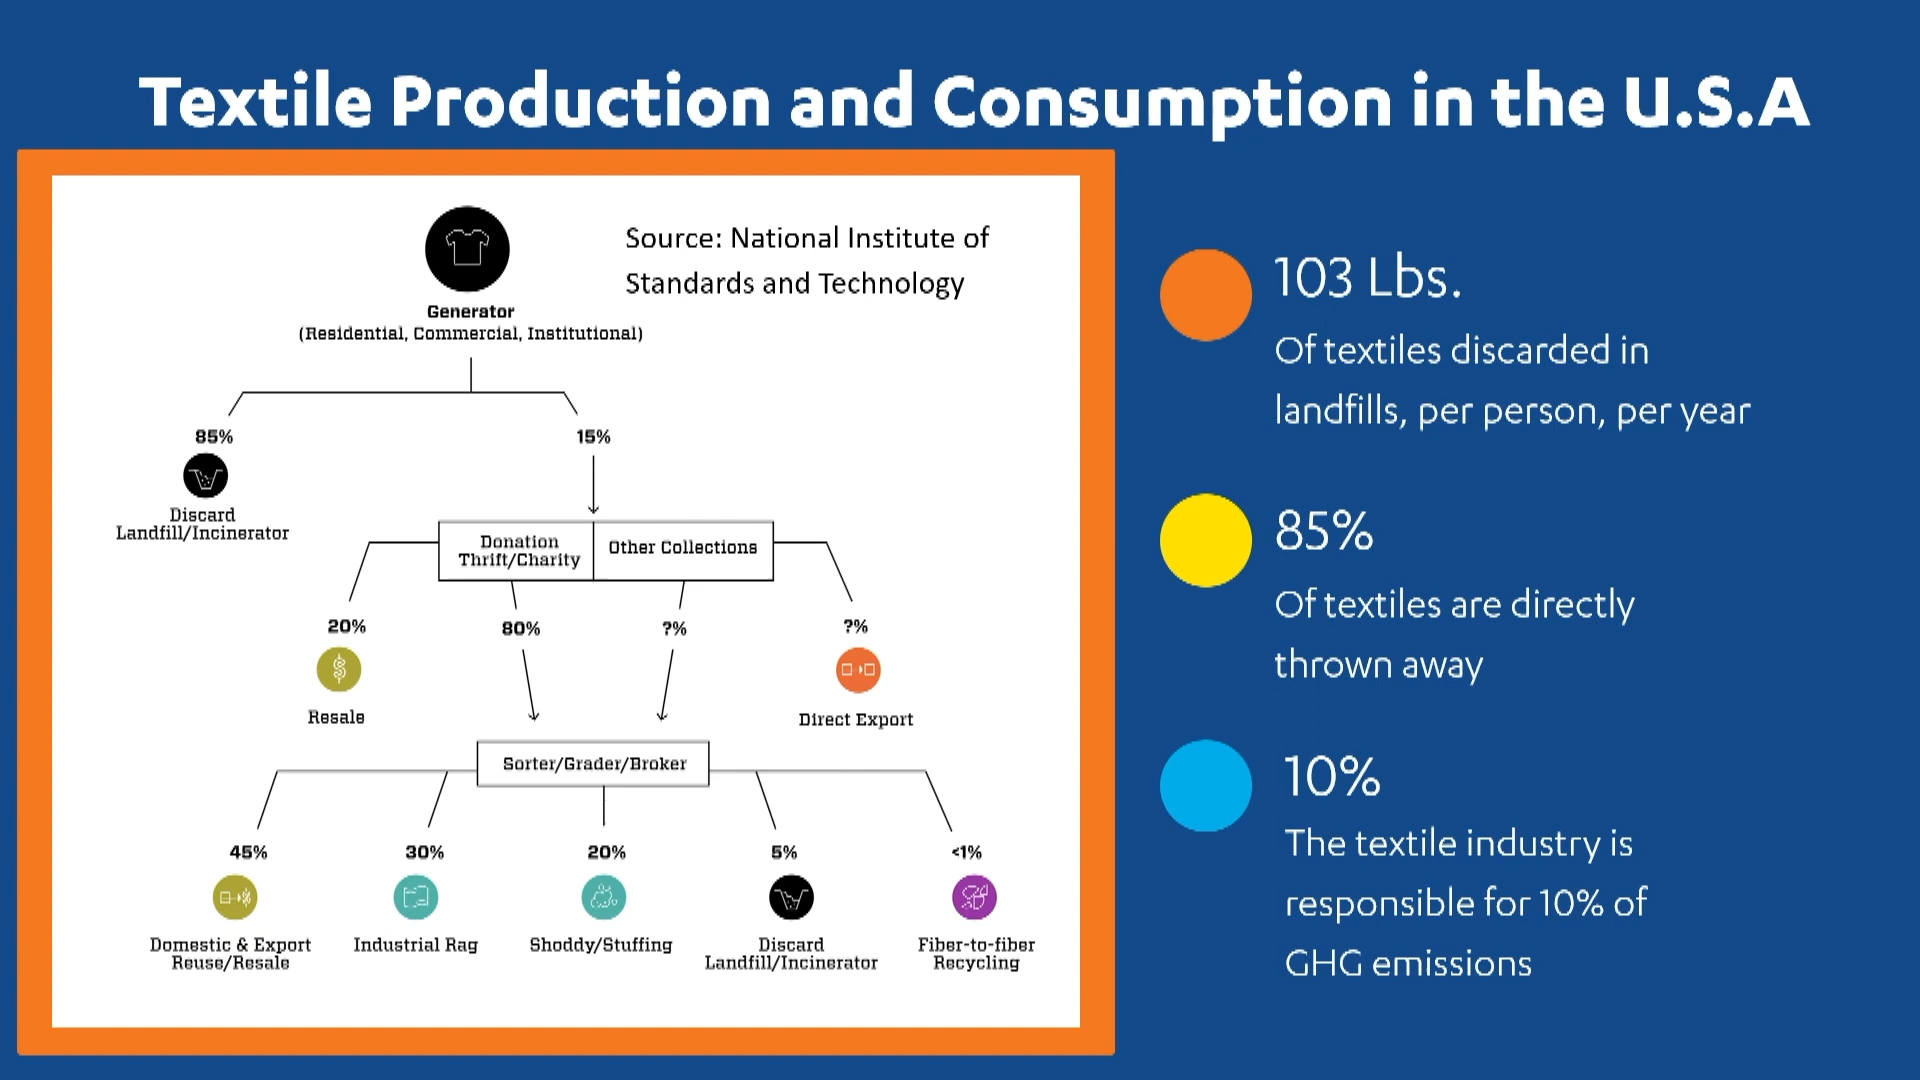 Textile Production and Consumption in the U.S.A
Source: National Institute of
Standards and Technology
Generator
(Residential, Commercial, Institutional)
85%
15%
Discard
Landfill/Incinerator
Donation
Thrift/Charity
Other Collections
20%
80%
?%
?%
Resale
Direct Export
Sorter/Grader/Broker
45%
30%
20%
5%
<1%
Domestic & Export
Reuse/Resale
Industrial Rag
Shoddy/Stuffing
Discard
Landfill/Incinerator
Fiber-to-fiber
Recycling
103 Lbs.
Of textiles discarded in
landfills, per person, per year
85%
Of textiles are directly
thrown away
10%
The textile industry is
responsible for 10% of
GHG emissions